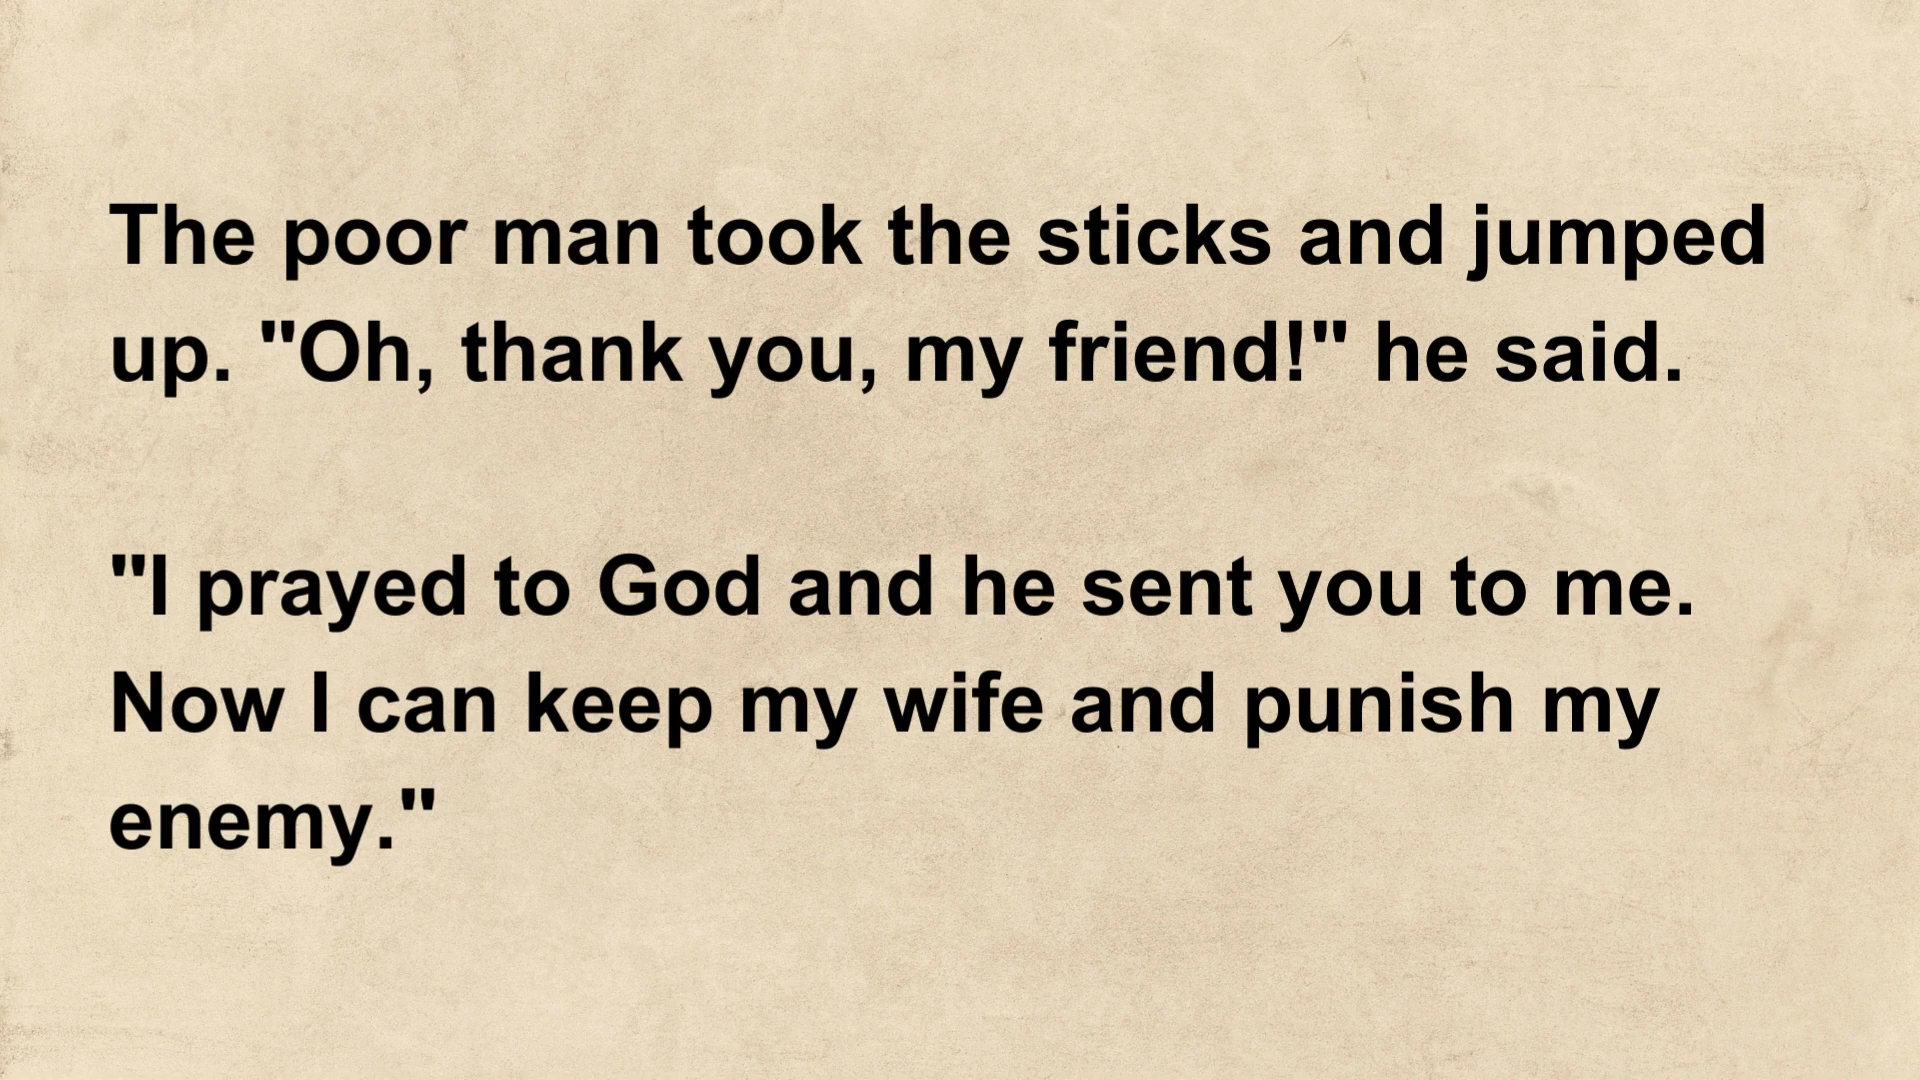 The poor man took the sticks and jumped
up. "Oh, thank you, my friend!" he said.
"I prayed to God and he sent you to me.
Now I can keep my wife and punish my
enemy."